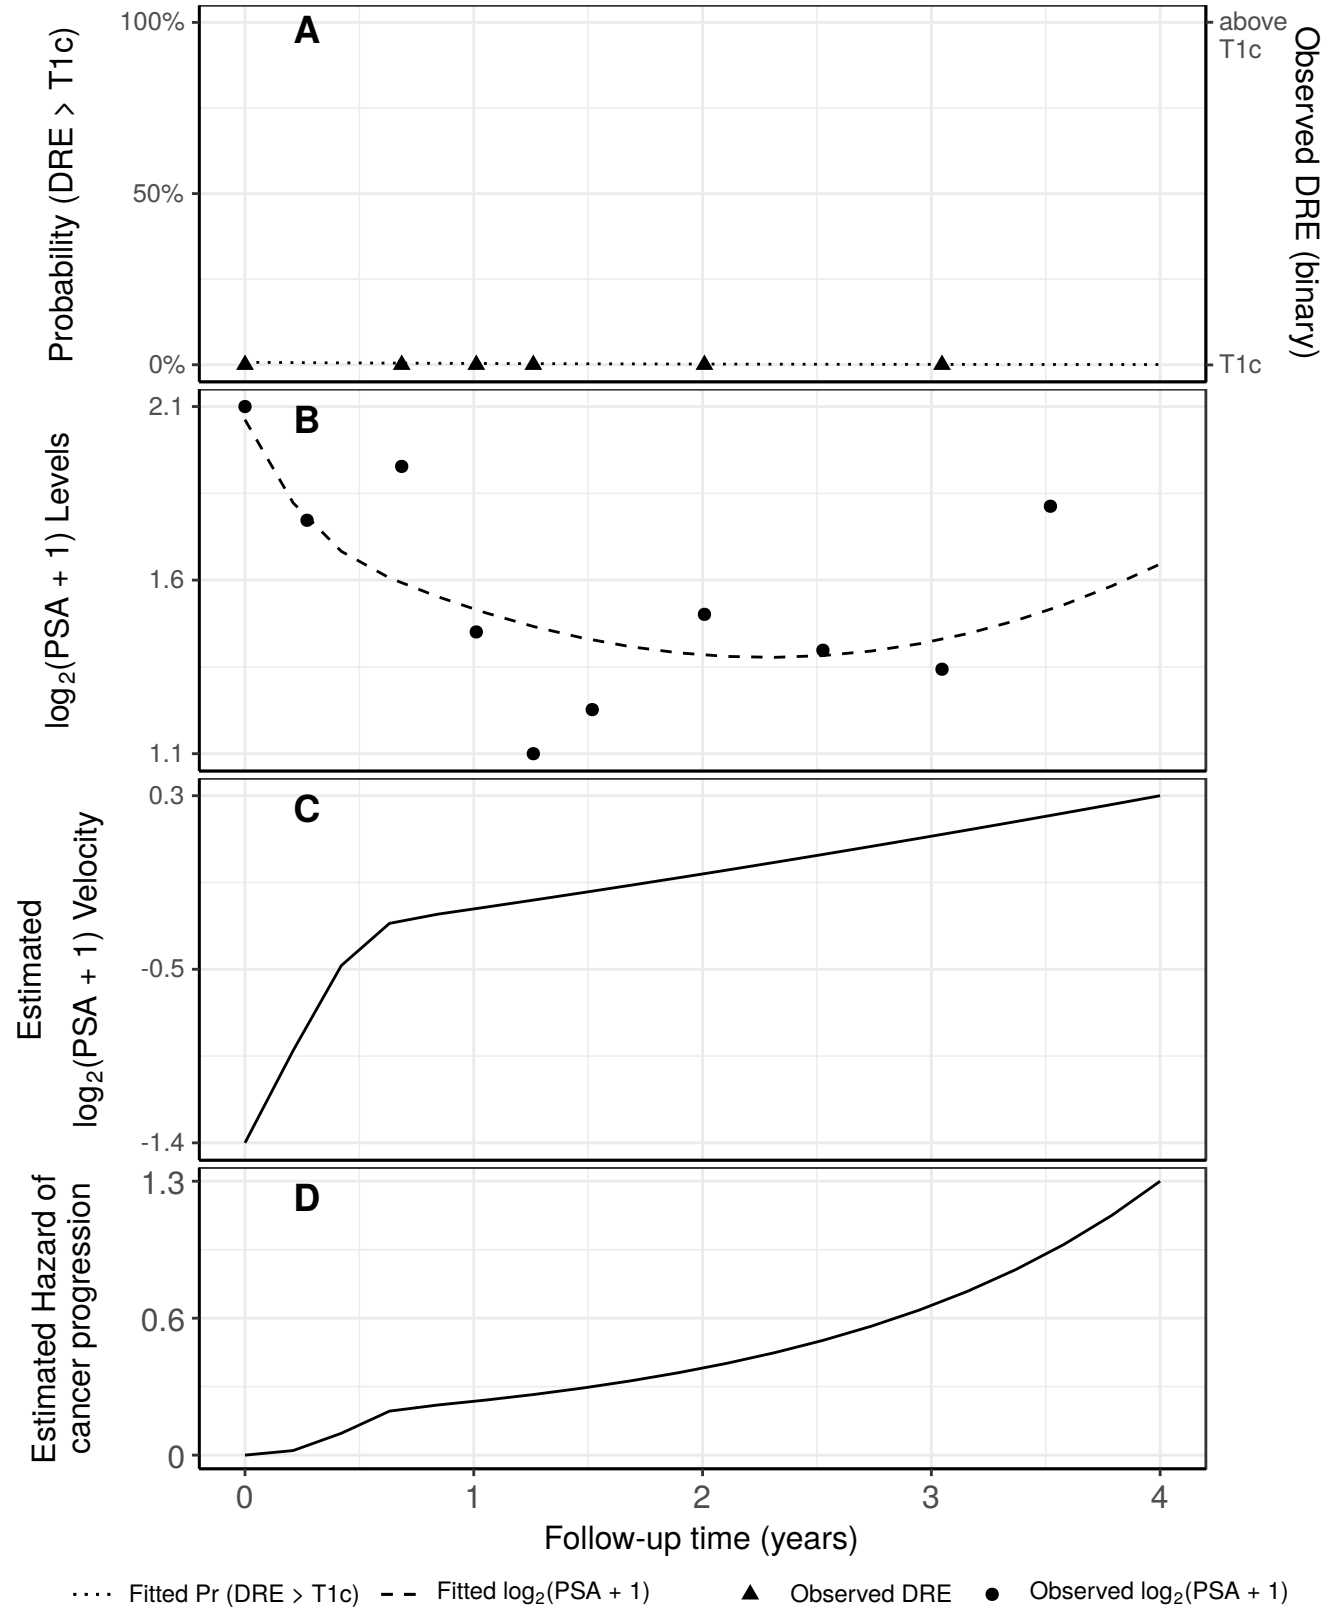 A
Probability (DRE > T1c)
100%
50%
0%
above
T1c
T1c
Observed DRE (binary)
B
log₂(PSA + 1) Levels
2.1
1.6
1.1
C
Estimated
log₂(PSA + 1) Velocity
0.3
-0.5
-1.4
D
Estimated Hazard of
cancer progression
1.3
0.6
0
0 1 2 3 4
Follow-up time (years)
Fitted Pr (DRE > T1c) Fitted log₂(PSA + 1) Observed DRE Observed log₂(PSA + 1)